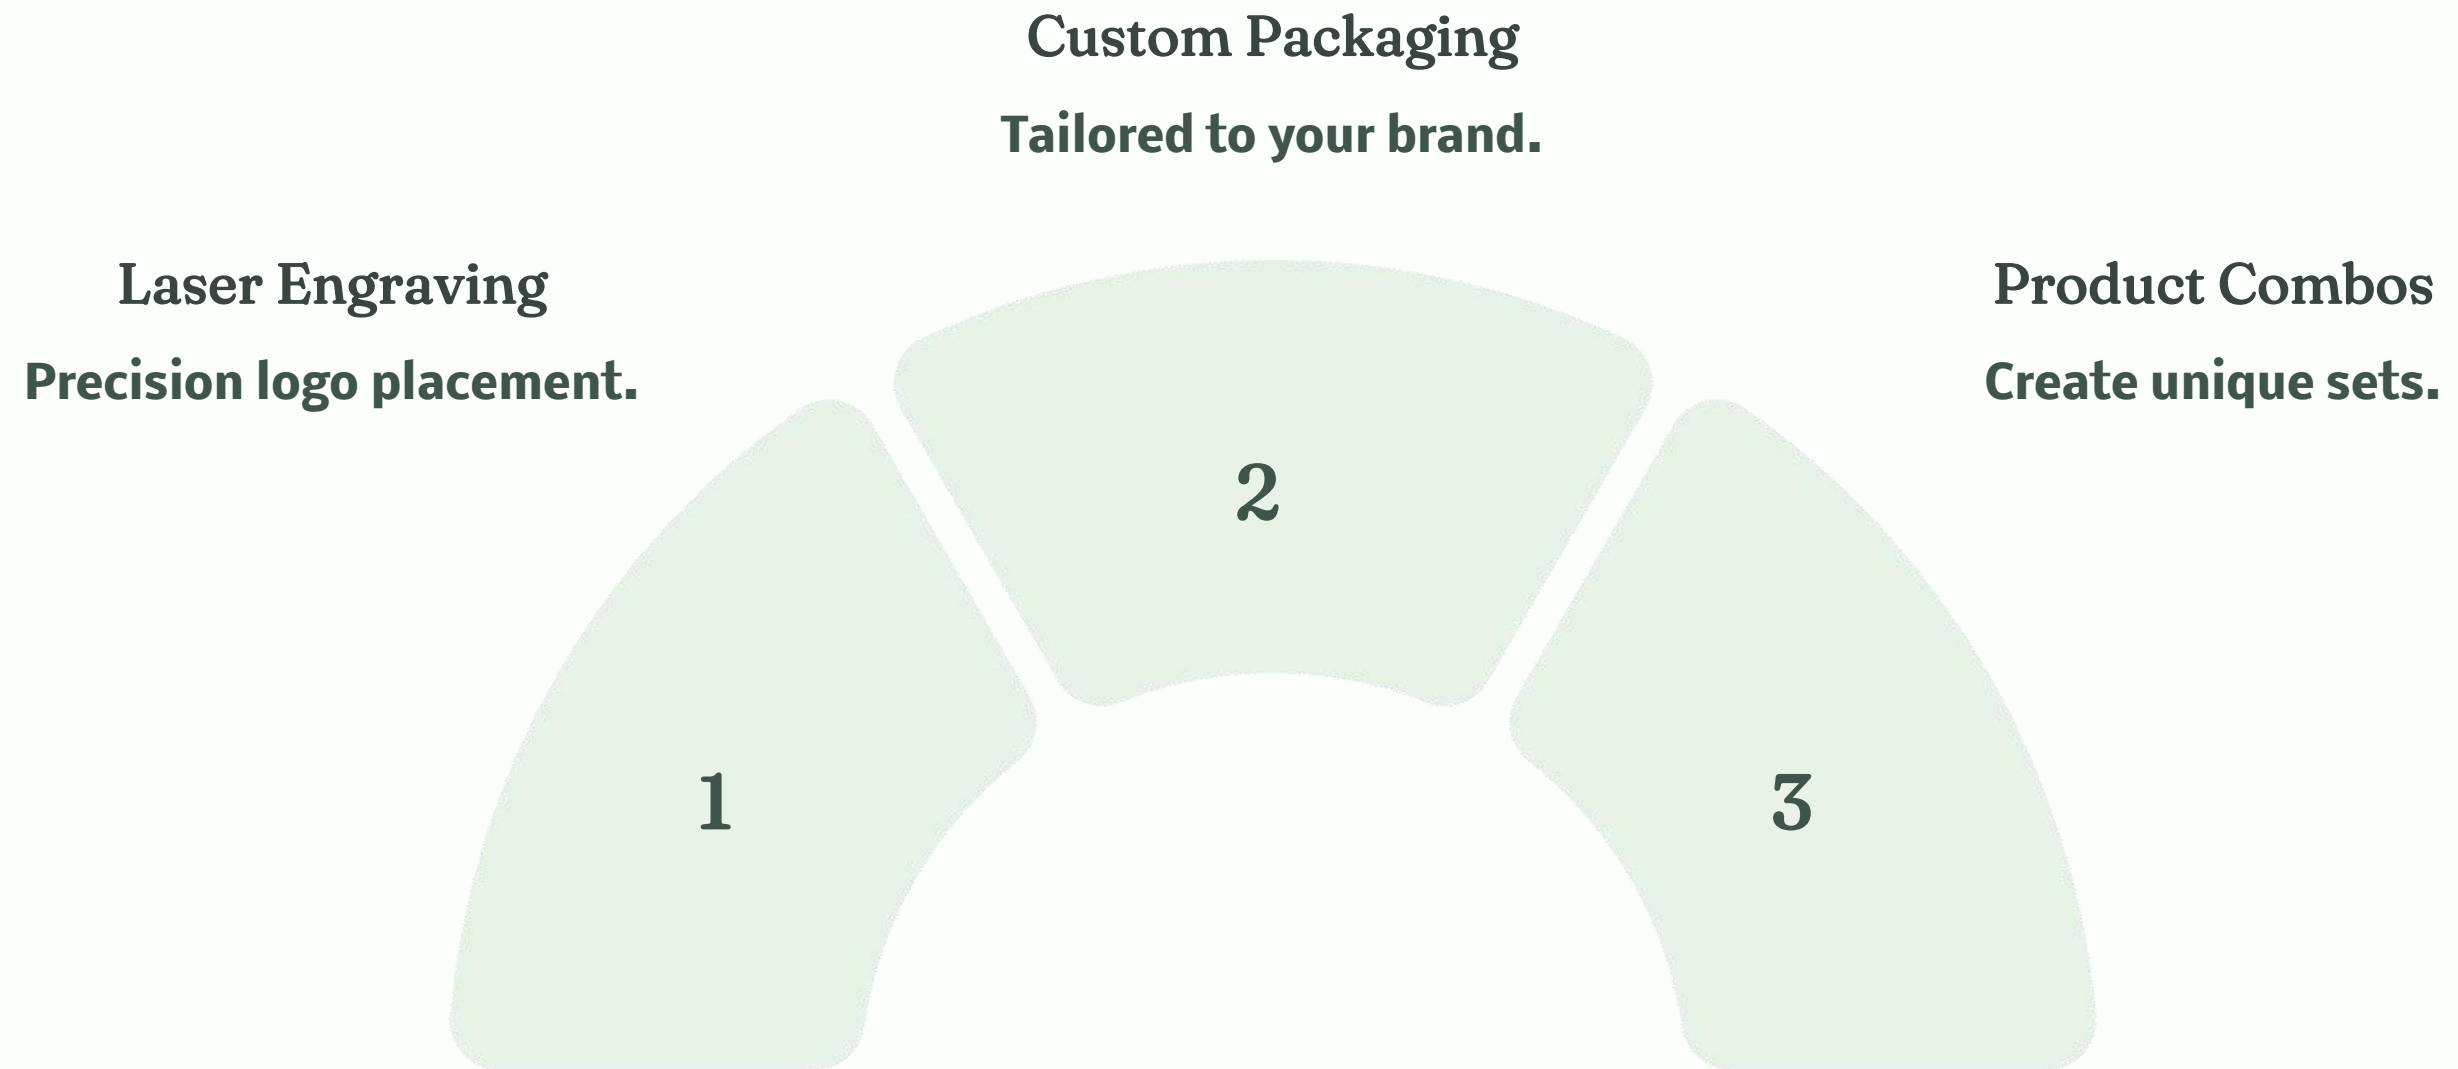 Custom Packaging
Tailored to your brand.
Laser Engraving
Precision logo placement.
Product Combos
Create unique sets.
2
1
3